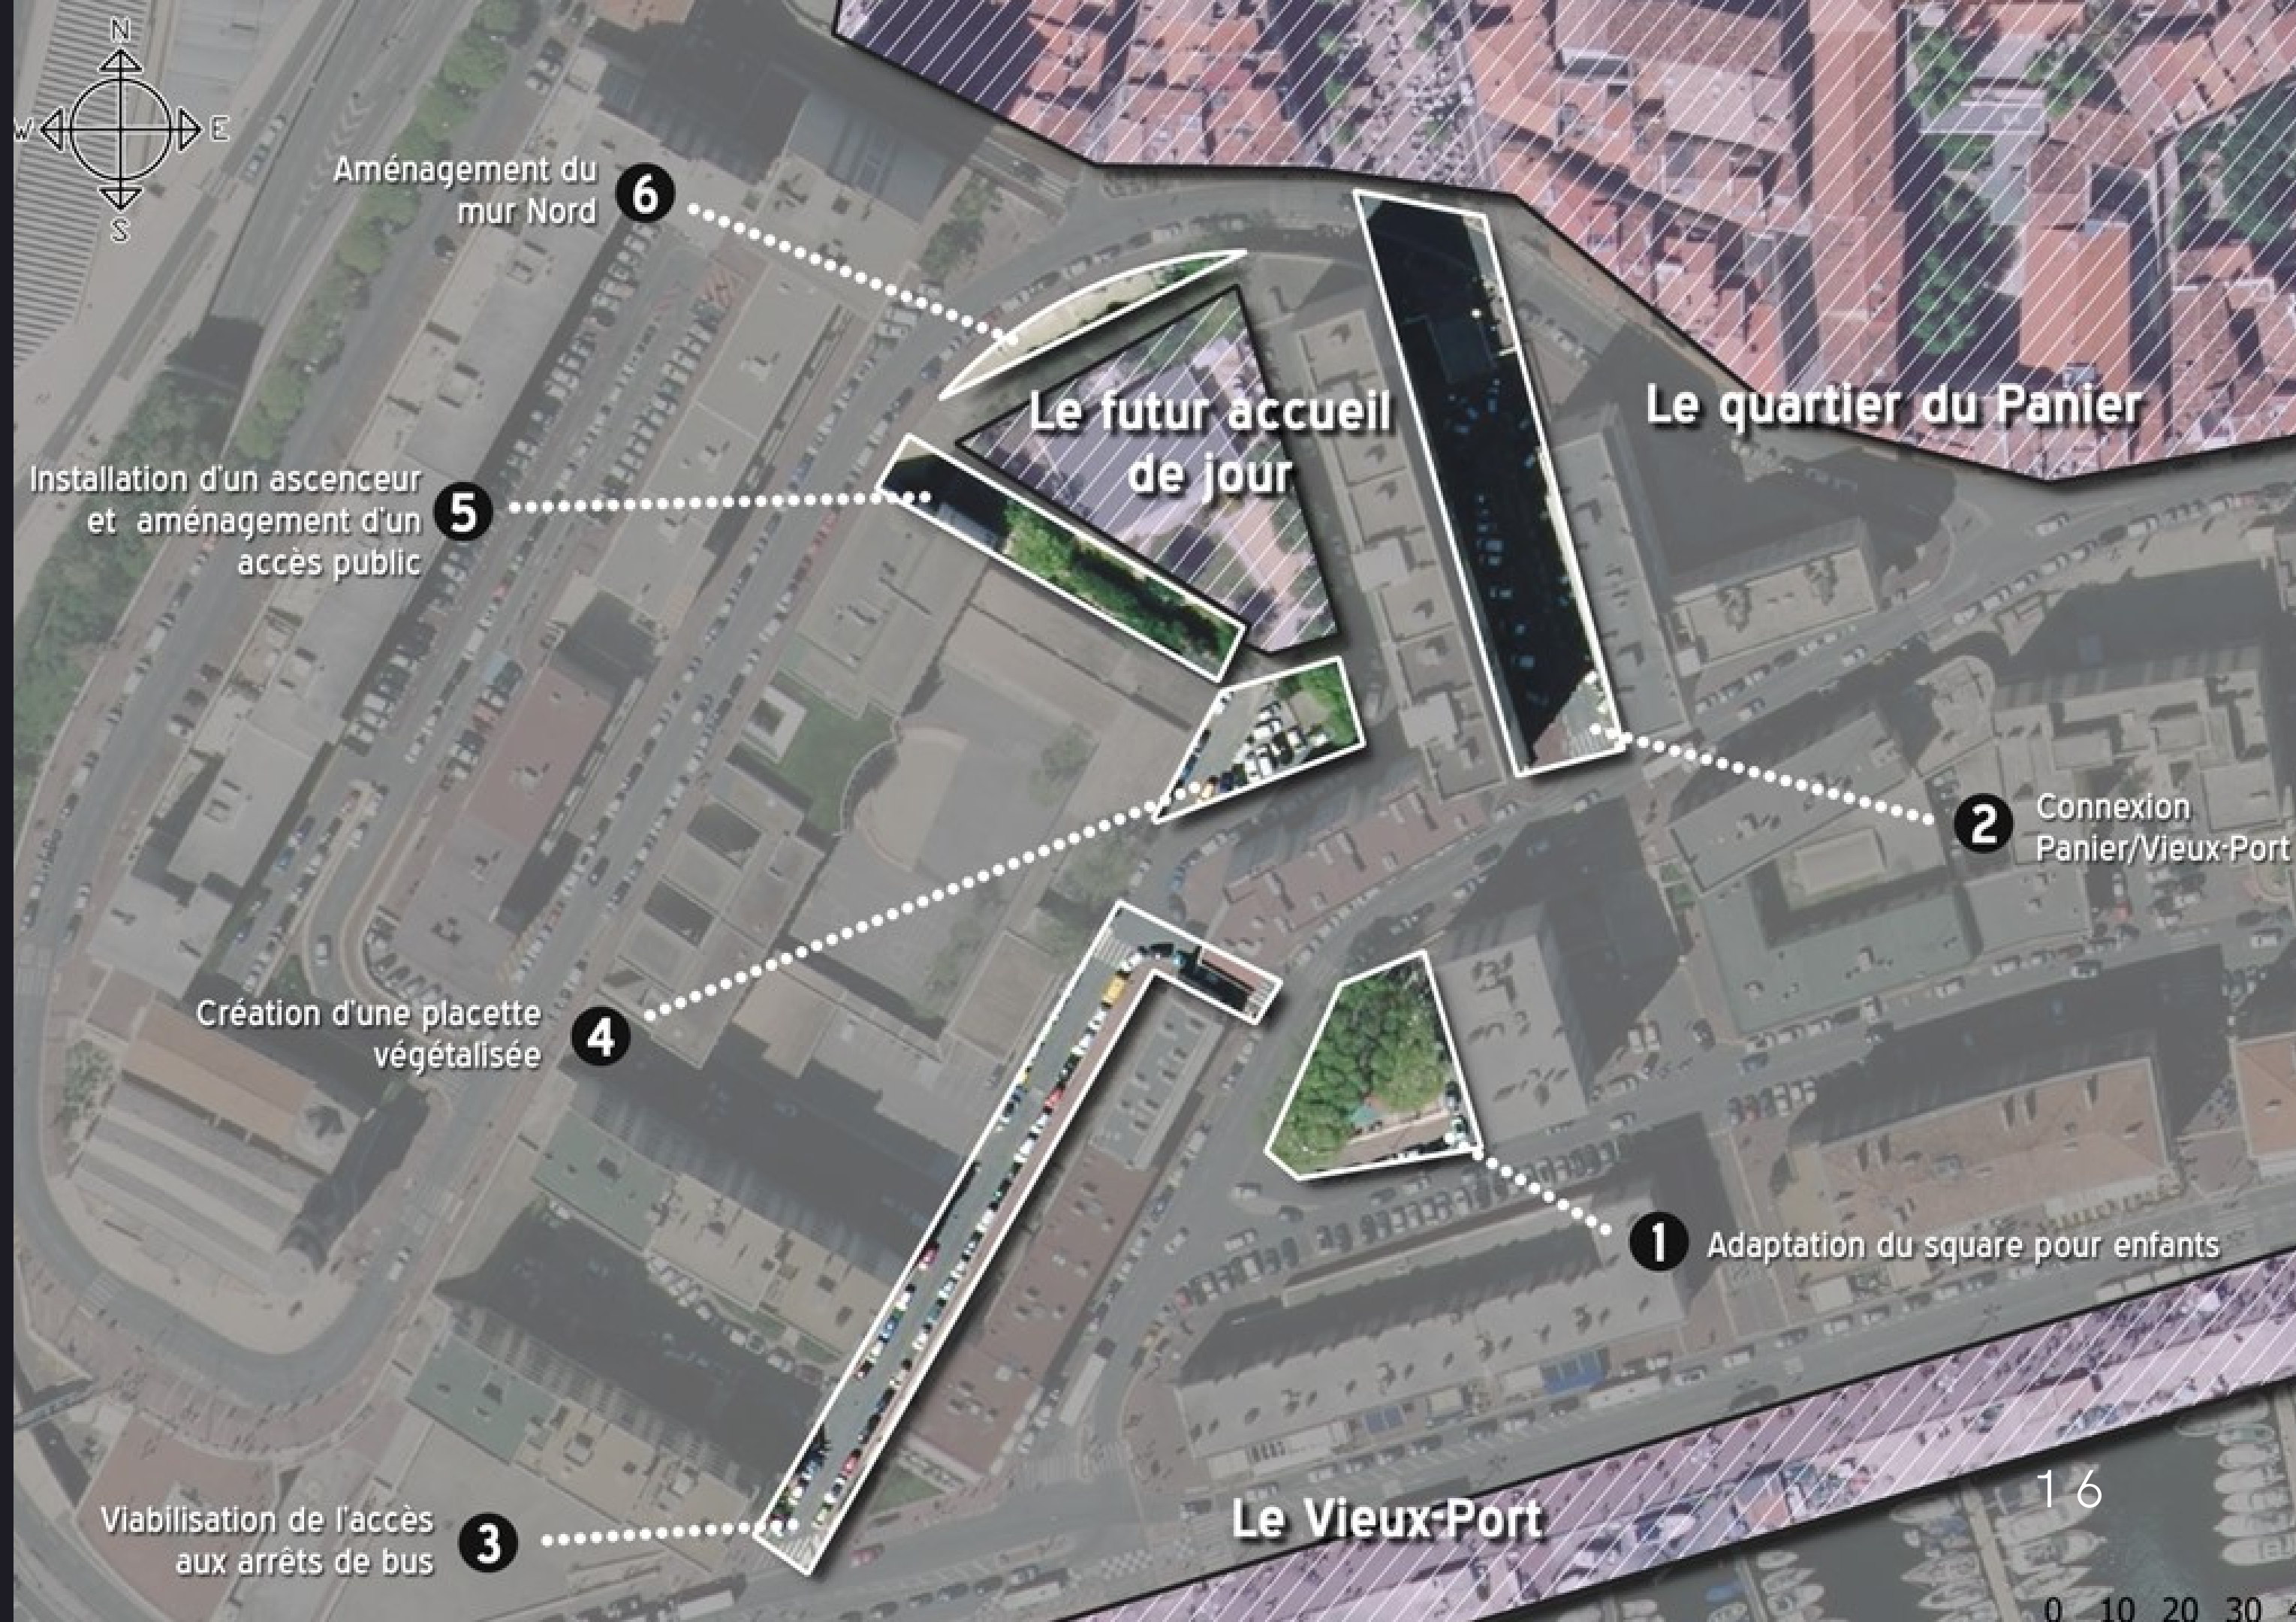 N
W
E
S
Aménagement du
mur Nord
6
Le futur accueil
de jour
Le quartier du Panier
Installation d'un ascenceur
et aménagement d'un
accès public
5
2
Connexion
Panier/Vieux-Port
Création d'une placette
végétalisée
4
1
Adaptation du square pour enfants
Viabilisation de l'accès
aux arrêts de bus
3
Le Vieux-Port
16
0 10 20 30